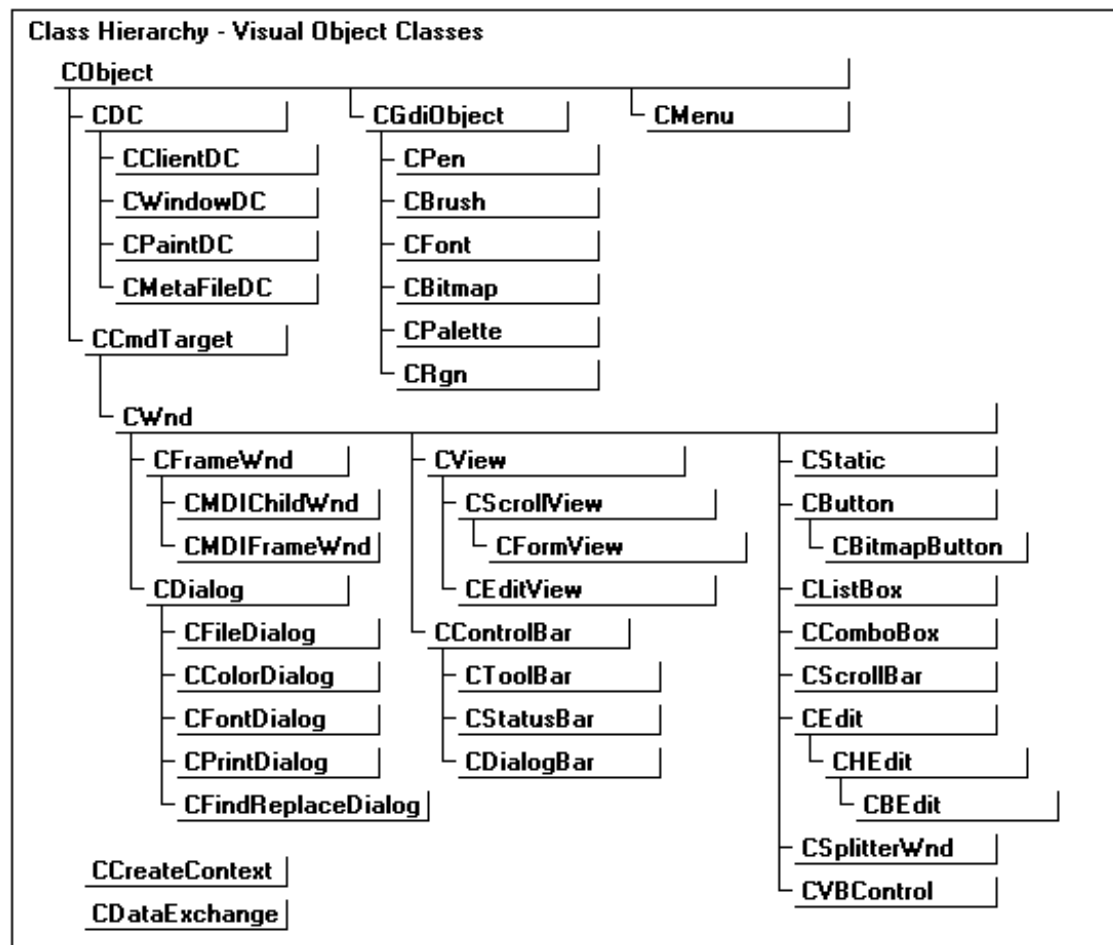 Class Hierarchy - Visual Object Classes
CObject
CDC
CClientDC
CWindowDC
CPaintDC
CMetaFileDC
CGdiObject
CPen
CBrush
CFont
CBitmap
CPalette
CRgn
CMenu
CCmdTarget
CWnd
CFrameWnd
CMDIChildWnd
CMDIFrameWnd
CDialog
CFileDialog
CColorDialog
CFontDialog
CPrintDialog
CFindReplaceDialog
CView
CScrollView
CFormView
CEditView
CControlBar
CToolBar
CStatusBar
CDialogBar
CStatic
CButton
CBitmapButton
CListBox
CComboBox
CScrollBar
CEdit
CHEdit
CBEdit
CSplitterWnd
CVBControl
CCreateContext
CDataExchange